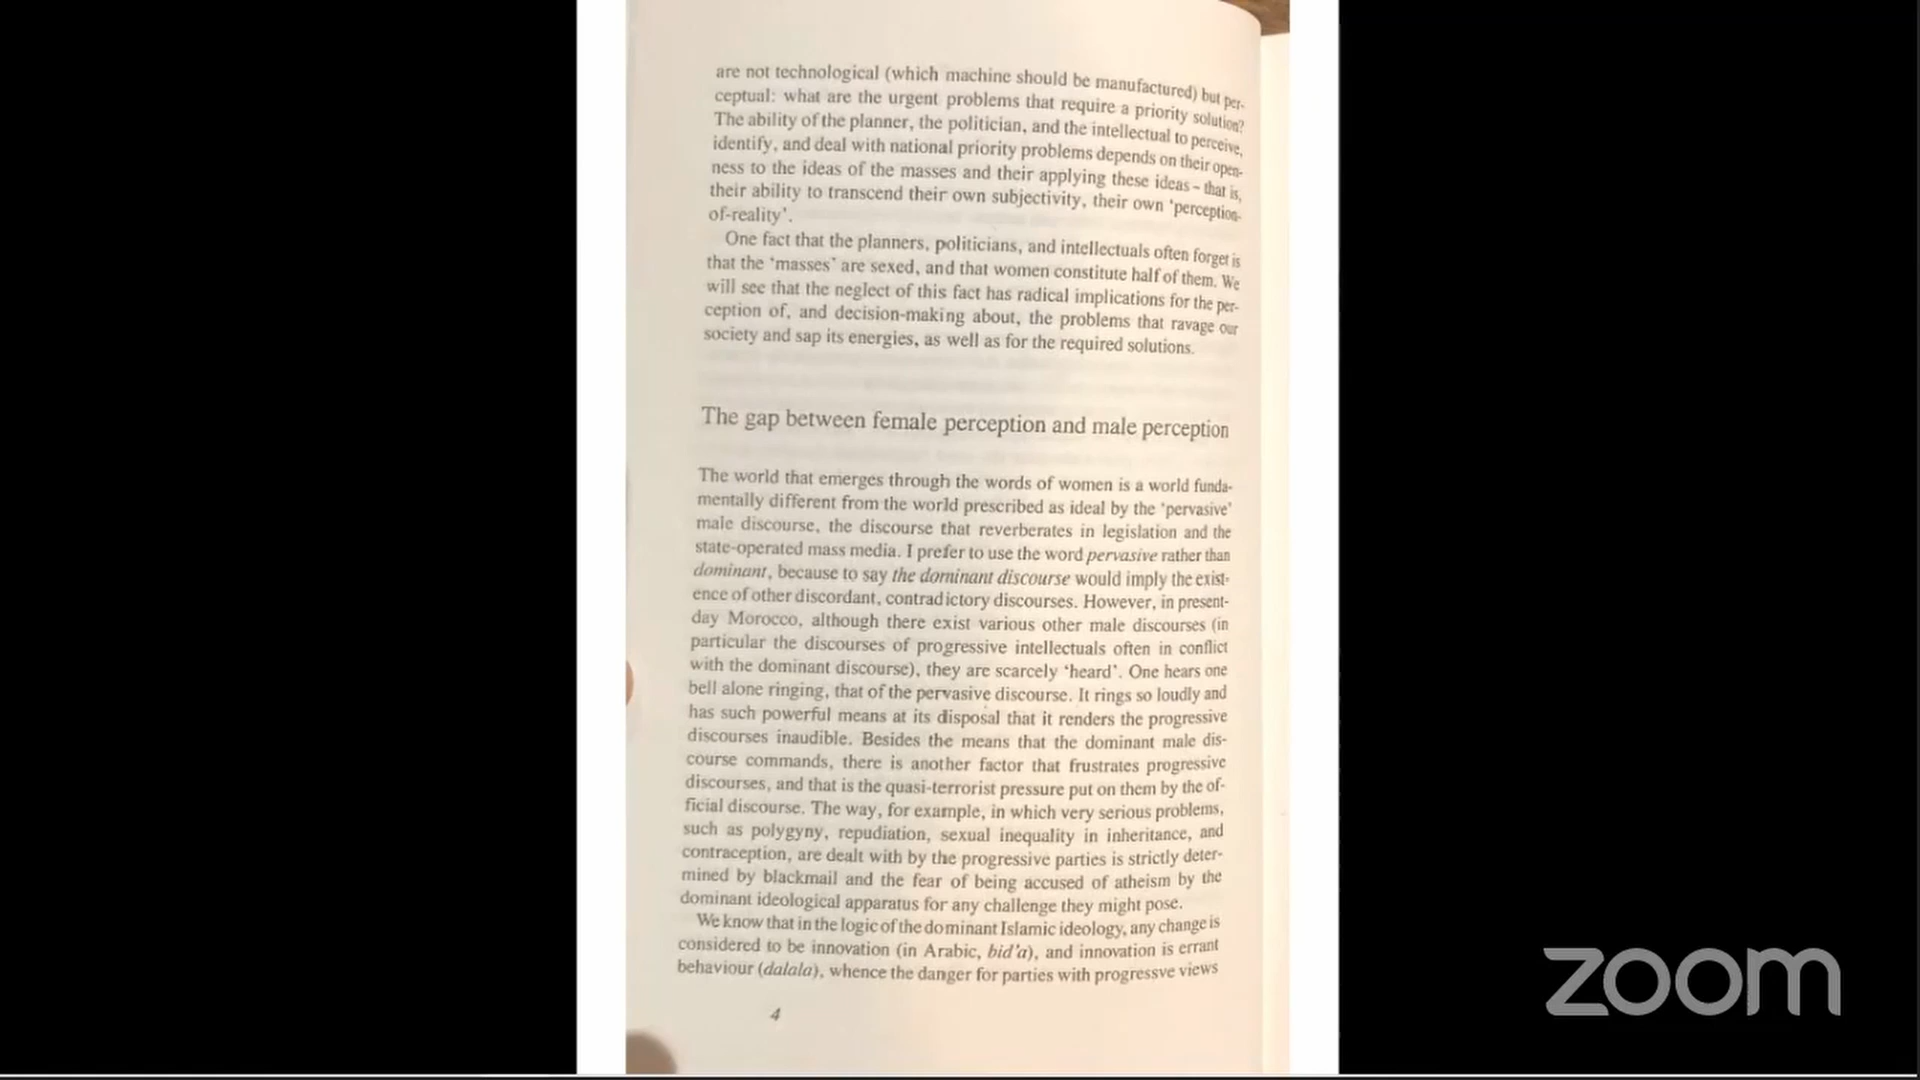 are not technological (which machine should be manufactured) but per-
ceptual: what are the urgent problems that require a priority solution?
The ability of the planner, the politician, and the intellectual to perceive,
identify, and deal with national priority problems depends on their open-
ness to the ideas of the masses and their applying these ideas – that is,
their ability to transcend their own subjectivity, their own ‘perception-
of-reality’.
One fact that the planners, politicians, and intellectuals often forget is
that the ‘masses’ are sexed, and that women constitute half of them. We
will see that the neglect of this fact has radical implications for the per-
ception of, and decision-making about, the problems that ravage our
society and sap its energies, as well as for the required solutions.
The gap between female perception and male perception
The world that emerges through the words of women is a world funda-
mentally different from the world prescribed as ideal by the ‘pervasive’
male discourse, the discourse that reverberates in legislation and the
state-operated mass media. I prefer to use the word pervasive rather than
dominant, because to say the dominant discourse would imply the exist-
ence of other discordant, contradictory discourses. However, in present-
day Morocco, although there exist various other male discourses (in
particular the discourses of progressive intellectuals often in conflict
with the dominant discourse), they are scarcely ‘heard’. One hears one
bell alone ringing, that of the pervasive discourse. It rings so loudly and
has such powerful means at its disposal that it renders the progressive
discourses inaudible. Besides the means that the dominant male dis-
course commands, there is another factor that frustrates progressive
discourses, and that is the quasi-terrorist pressure put on them by the of-
ficial discourse. The way, for example, in which very serious problems,
such as polygyny, repudiation, sexual inequality in inheritance, and
contraception, are dealt with by the progressive parties is strictly deter-
mined by blackmail and the fear of being accused of atheism by the
dominant ideological apparatus for any challenge they might pose.
We know that in the logic of the dominant Islamic ideology, any change is
considered to be innovation (in Arabic, bid’a), and innovation is errant
behaviour (dalala), whence the danger for parties with progressve views
4
zoom